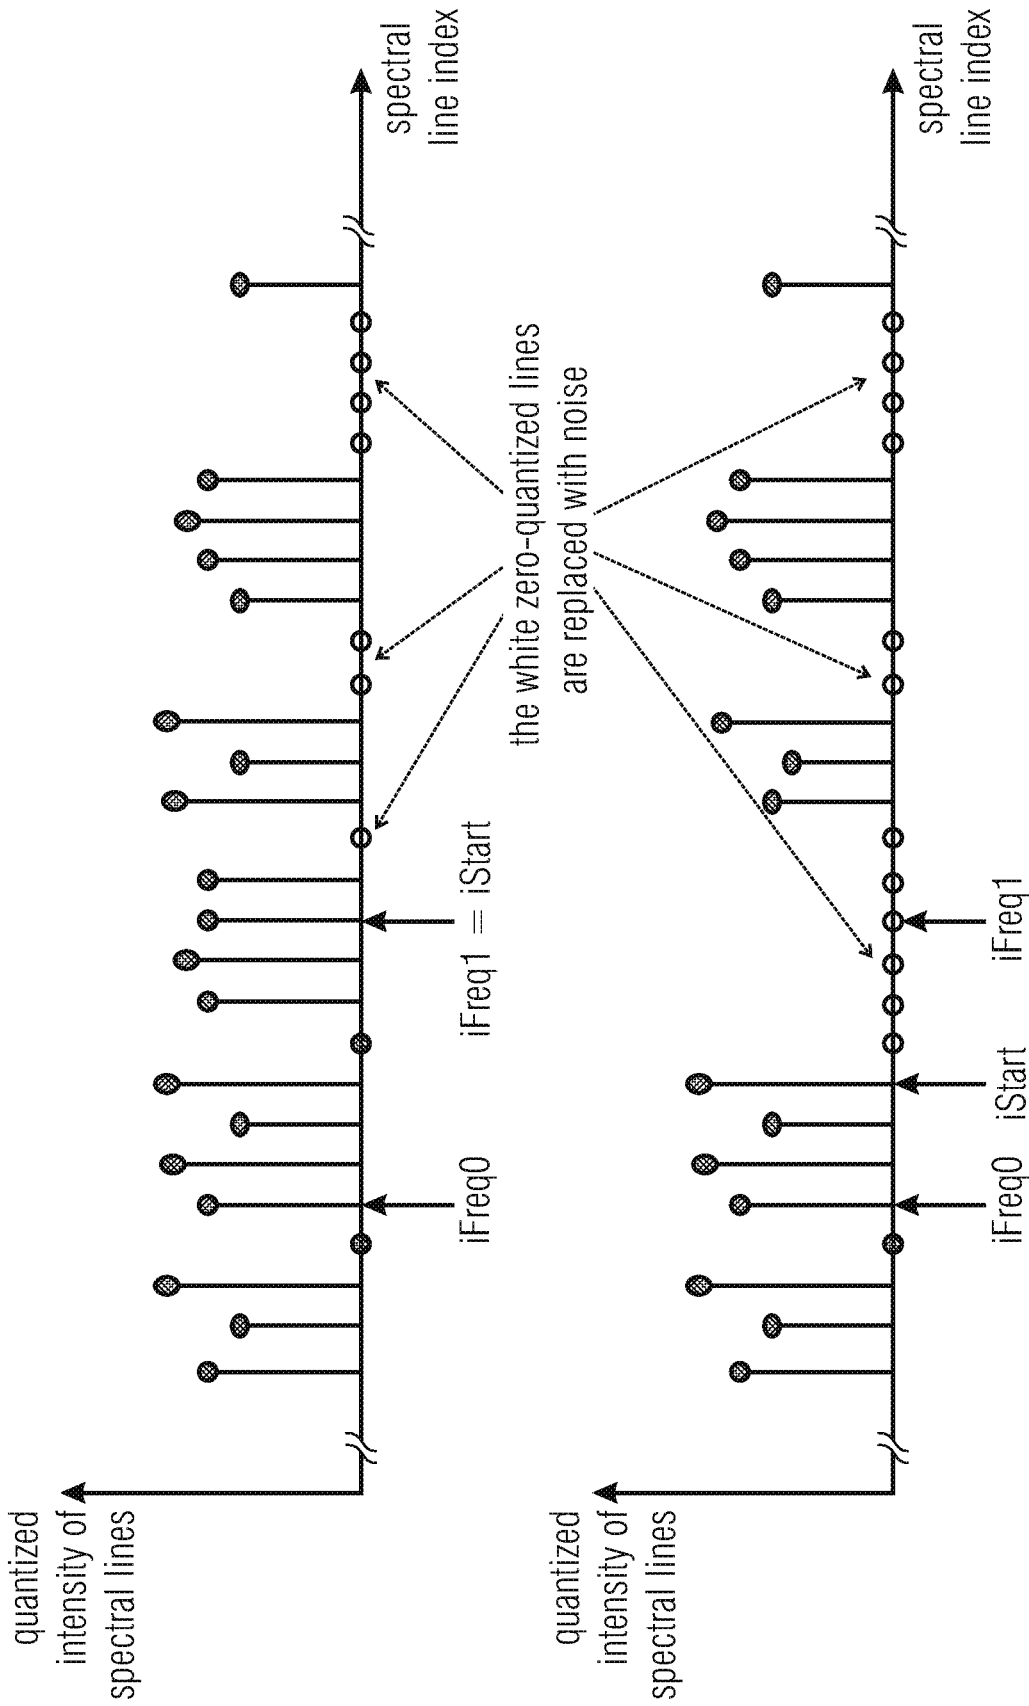 quantized
intensity of
spectral lines
iFreq0
iFreq1 = iStart
spectral
line index
the white zero-quantized lines
are replaced with noise
quantized
intensity of
spectral lines
iFreq0
iStart
iFreq1
spectral
line index